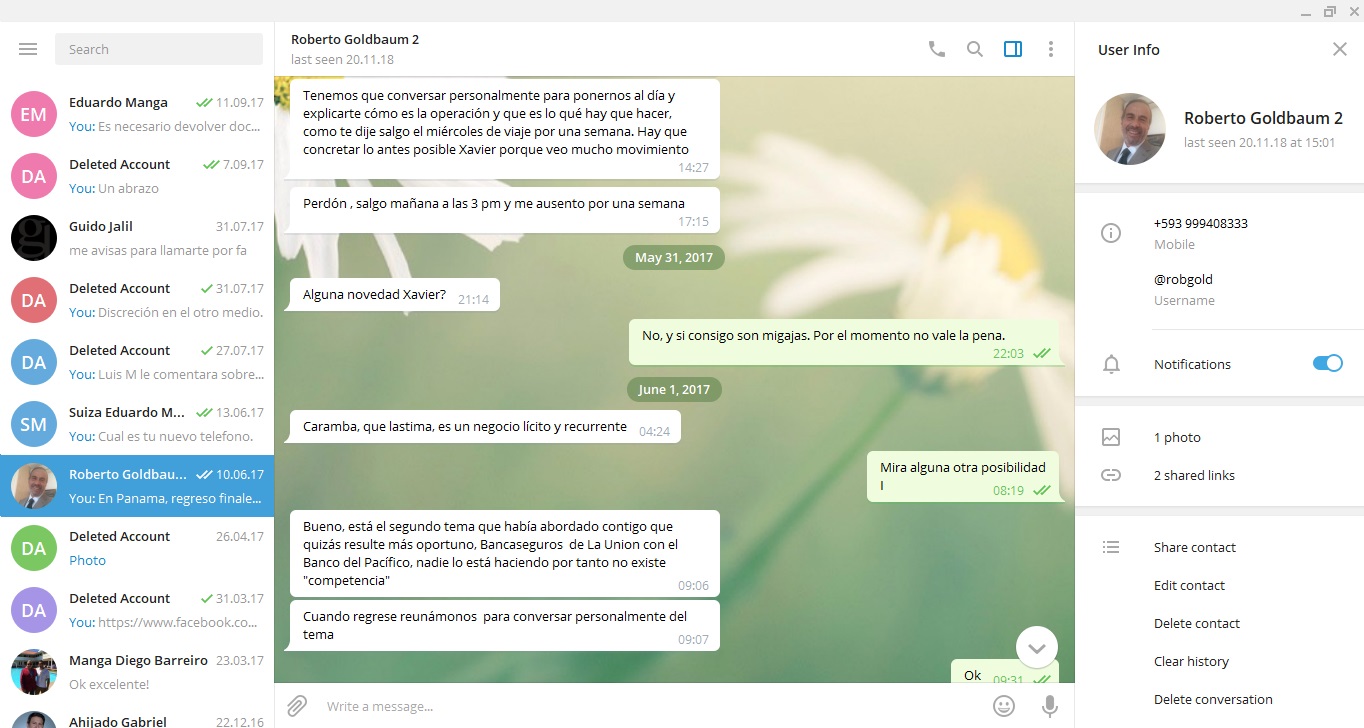 Search
EM
Eduardo Manga
11.09.17
You: Es necesario devolver doc...
DA
Deleted Account
7.09.17
You: Un abrazo
gj
Guido Jalil
31.07.17
me avisas para llamarte por fa
DA
Deleted Account
31.07.17
You: Discreción en el otro medio.
DA
Deleted Account
27.07.17
You: Luis M le comentara sobre...
SM
Suiza Eduardo M...
13.06.17
You: Cual es tu nuevo telefono.
Roberto Goldbau...
10.06.17
You: En Panama, regreso finale...
DA
Deleted Account
26.04.17
Photo
DA
Deleted Account
31.03.17
You: https://www.facebook.co...
Manga Diego Barreiro
23.03.17
Ok excelente!
Ahijado Gabriel
22.12.16
Roberto Goldbaum 2
last seen 20.11.18
Tenemos que conversar personalmente para ponernos al día y
explicarte cómo es la operación y que es lo qué hay que hacer,
como te dije salgo el miércoles de viaje por una semana. Hay que
concretar lo antes posible Xavier porque veo mucho movimiento
14:27
Perdón , salgo mañana a las 3 pm y me ausento por una semana
17:15
May 31, 2017
Alguna novedad Xavier?
21:14
No, y si consigo son migajas. Por el momento no vale la pena.
22:03
June 1, 2017
Caramba, que lastima, es un negocio lícito y recurrente
04:24
Mira alguna otra posibilidad
I
08:19
Bueno, está el segundo tema que había abordado contigo que
quizás resulte más oportuno, Bancaseguros  de La Union con el
Banco del Pacífico, nadie lo está haciendo por tanto no existe
"competencia"
09:06
Cuando regrese reunámonos  para conversar personalmente del
tema
09:07
Ok
09:31
Write a message...
User Info
Roberto Goldbaum 2
last seen 20.11.18 at 15:01
+593 999408333
Mobile
@robgold
Username
Notifications
1 photo
2 shared links
Share contact
Edit contact
Delete contact
Clear history
Delete conversation